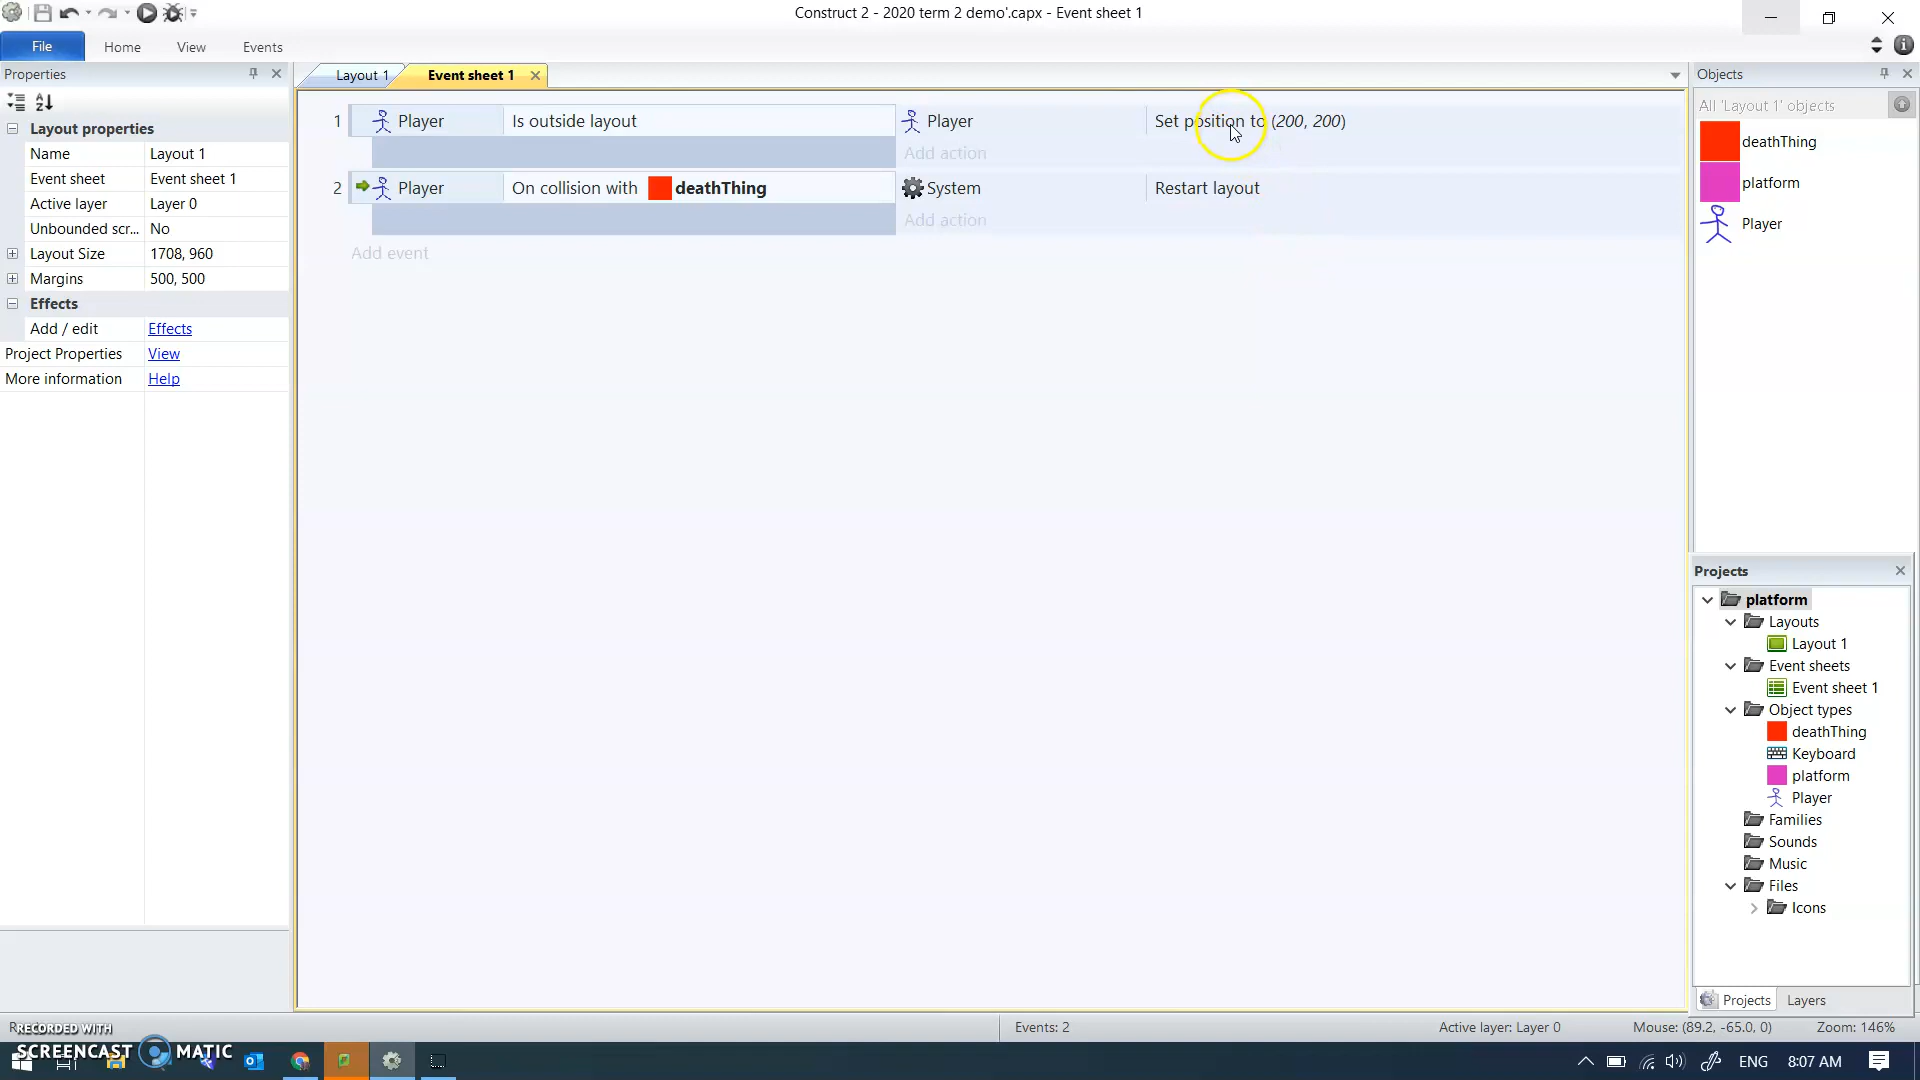 Construct 2 - 2020 term 2 demo'.capx - Event sheet 1
File Home View Events
Properties
Layout 1 Event sheet 1
Objects
Layout properties
Name Layout 1
Event sheet Event sheet 1
Active layer Layer 0
Unbounded scr... No
Layout Size 1708, 960
Margins 500, 500
Effects
Add / edit Effects
Project Properties View
More information Help
1 Player Is outside layout Player Set position to (200, 200)
Add action
2 Player On collision with deathThing System Restart layout
Add action
Add event
All 'Layout 1' objects
deathThing
platform
Player
Projects
platform
Layouts
Layout 1
Event sheets
Event sheet 1
Object types
deathThing
Keyboard
platform
Player
Families
Sounds
Music
Files
Icons
Projects Layers
Events: 2 Active layer: Layer 0 Mouse: (89.2, -65.0, 0) Zoom: 146%
RECORDED WITH
SCREENCAST MATIC
ENG 8:07 AM